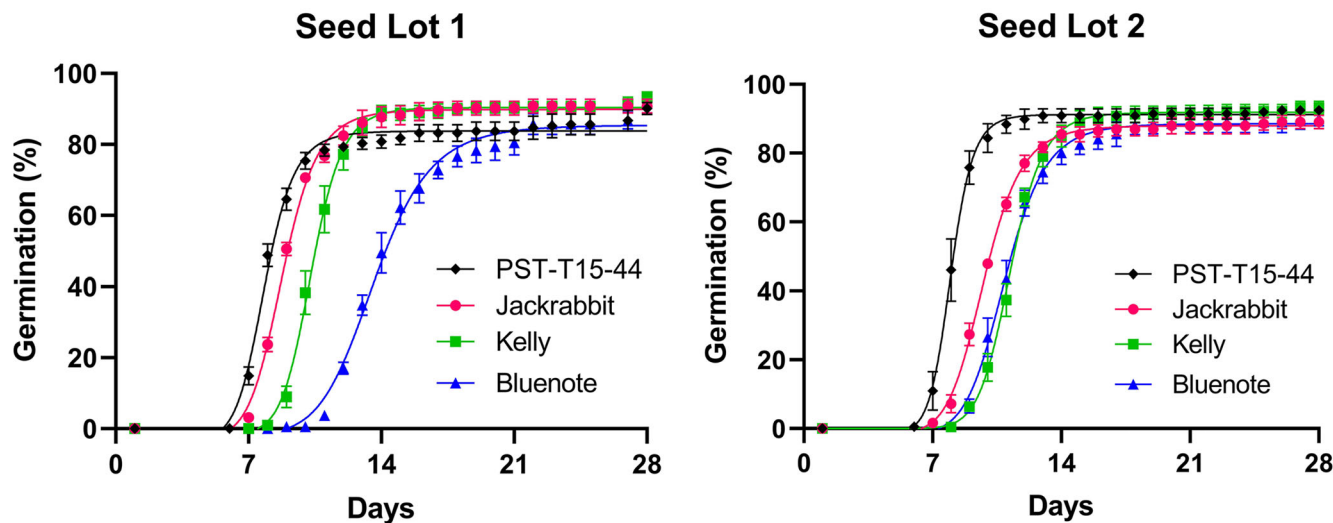 Seed Lot 1
Germination (%)
100
80
60
40
20
0
PST-T15-44
Jackrabbit
Kelly
Bluenote
0 7 14 21 28
Days
Seed Lot 2
Germination (%)
100
80
60
40
20
0
PST-T15-44
Jackrabbit
Kelly
Bluenote
0 7 14 21 28
Days